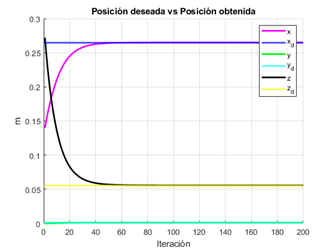 Posición deseada vs Posición obtenida
0.3
0.25
0.2
0.15
0.1
0.05
0
m
x
x_d
y
y_d
z
z_d
0 20 40 60 80 100 120 140 160 180 200
Iteración